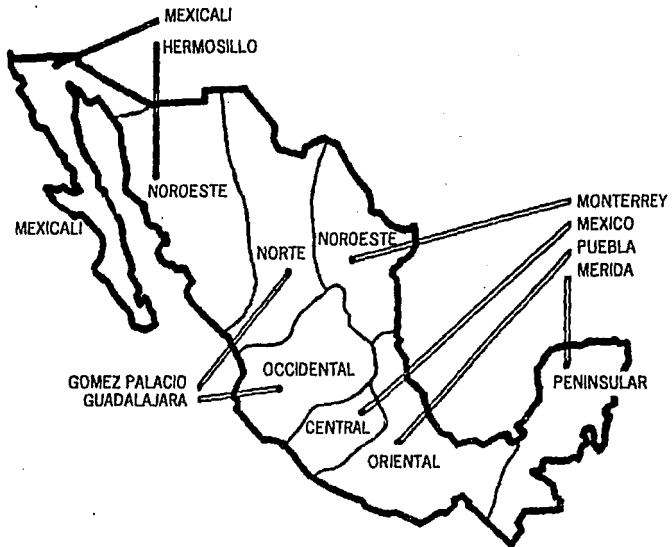 MEXICALI
HERMOSILLO
NOROESTE
MEXICALI
MONTERREY
MEXICO
PUEBLA
MERIDA
NOROESTE
NORTE
OCCIDENTAL
GOMEZ PALACIO
GUADALAJARA
PENINSULAR
CENTRAL
ORIENTAL